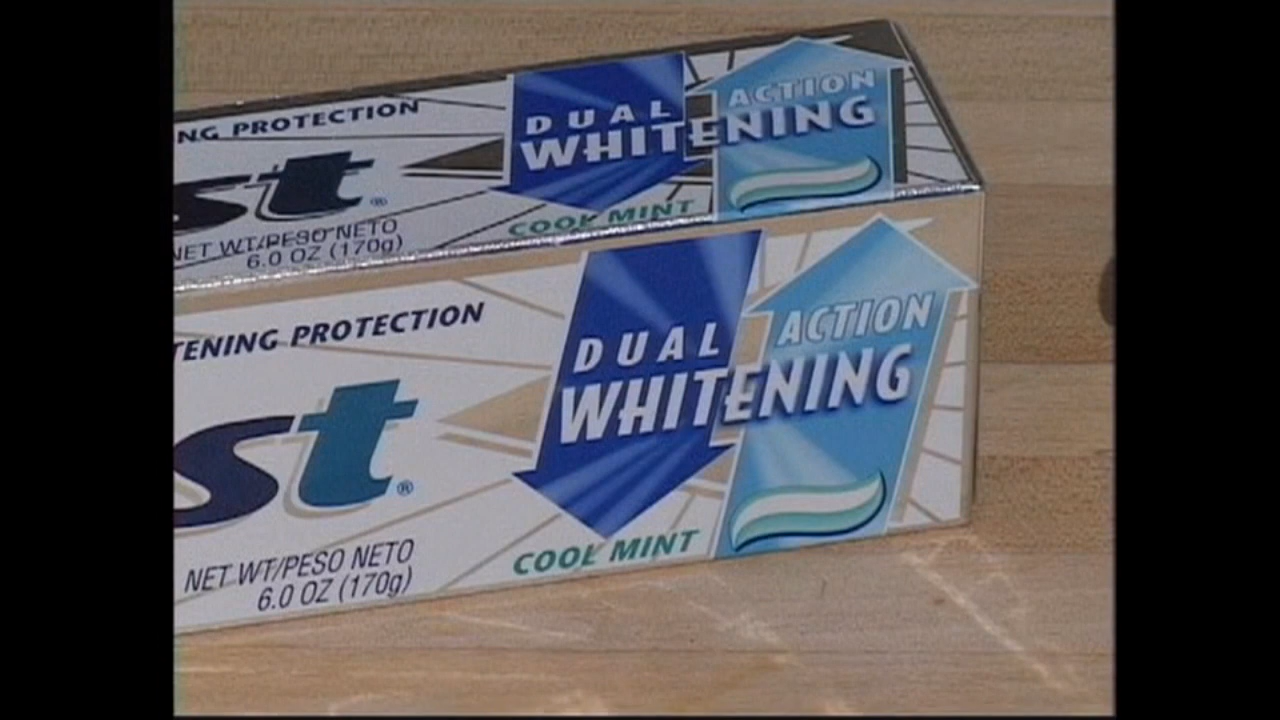 NG PROTECTION
st®
NET WT/PESO NETO
6.0 OZ (170g)
DUAL ACTION
WHITENING
COOL MINT
TENING PROTECTION
st®
NET WT/PESO NETO
6.0 OZ (170g)
DUAL ACTION
WHITENING
COOL MINT